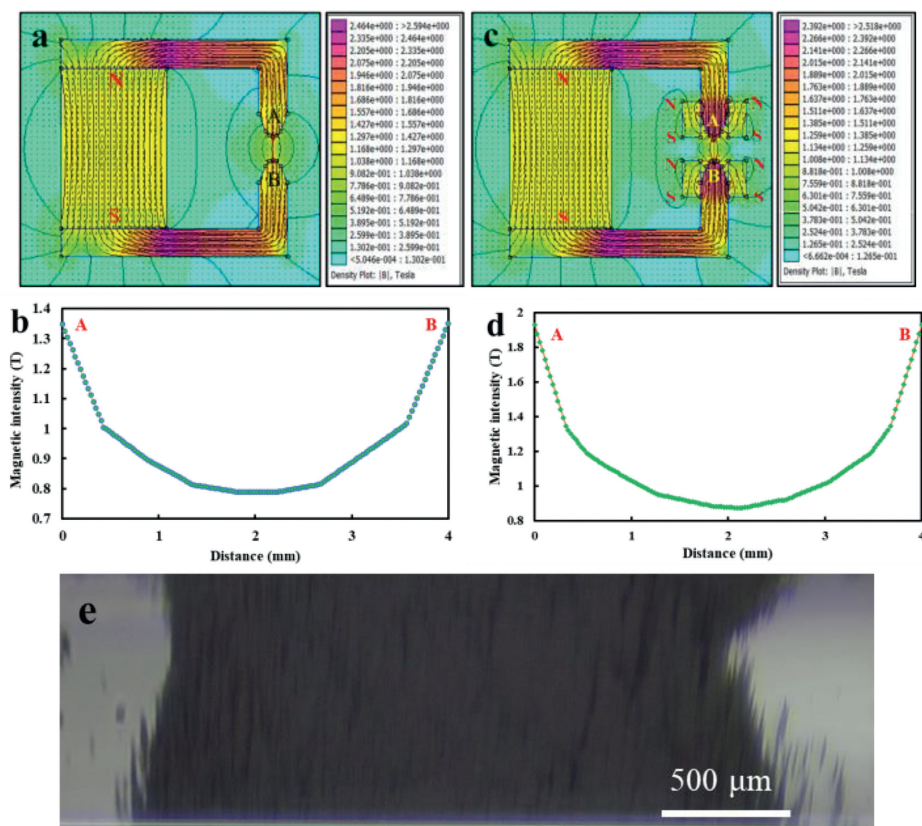 a
N
S
A
B
2.464e+000 : >2.594e+000
2.335e+000 : 2.464e+000
2.205e+000 : 2.335e+000
2.075e+000 : 2.205e+000
1.946e+000 : 2.075e+000
1.816e+000 : 1.946e+000
1.686e+000 : 1.816e+000
1.557e+000 : 1.686e+000
1.427e+000 : 1.557e+000
1.297e+000 : 1.427e+000
1.168e+000 : 1.297e+000
1.038e+000 : 1.168e+000
9.082e-001 : 1.038e+000
7.786e-001 : 9.082e-001
6.489e-001 : 7.786e-001
5.192e-001 : 6.489e-001
3.895e-001 : 5.192e-001
2.599e-001 : 3.895e-001
1.302e-001 : 2.599e-001
<5.046e-004 : 1.302e-001
Density Plot: |B|, Tesla
c
N
S
A
B
N
N
S
S
N
N
S
S
2.392e+000 : >2.518e+000
2.266e+000 : 2.392e+000
2.141e+000 : 2.266e+000
2.015e+000 : 2.141e+000
1.889e+000 : 2.015e+000
1.763e+000 : 1.889e+000
1.637e+000 : 1.763e+000
1.511e+000 : 1.637e+000
1.385e+000 : 1.511e+000
1.259e+000 : 1.385e+000
1.134e+000 : 1.259e+000
1.008e+000 : 1.134e+000
8.818e-001 : 1.008e+000
7.559e-001 : 8.818e-001
6.301e-001 : 7.559e-001
5.042e-001 : 6.301e-001
3.783e-001 : 5.042e-001
2.524e-001 : 3.783e-001
1.265e-001 : 2.524e-001
<6.662e-004 : 1.265e-001
Density Plot: |B|, Tesla
b
Magnetic intensity (T)
1.4
1.3
1.2
1.1
1
0.9
0.8
0.7
A
B
0
1
2
3
4
Distance (mm)
d
Magnetic intensity (T)
2
1.8
1.6
1.4
1.2
1
0.8
A
B
0
1
2
3
4
Distance (mm)
e
500 μm